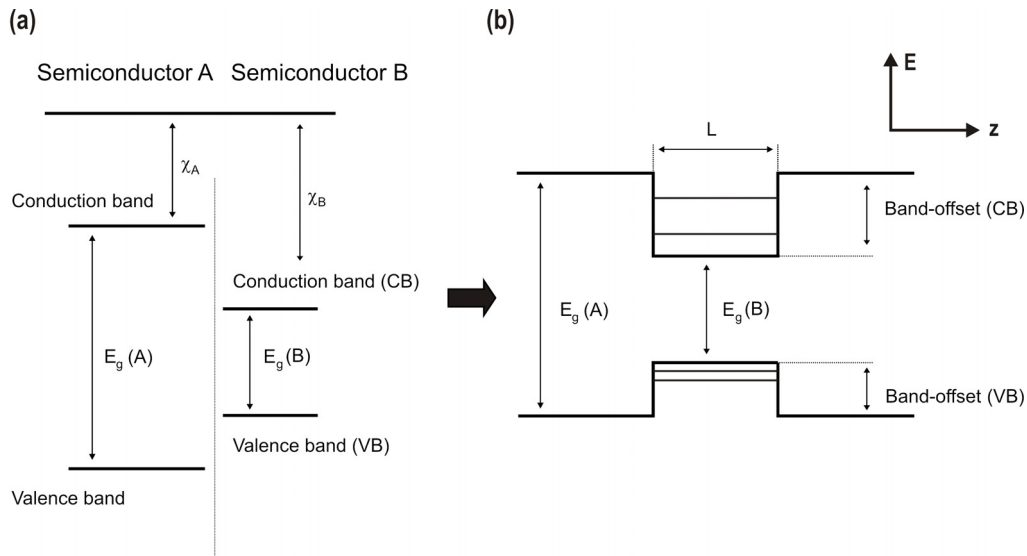 (a)
Semiconductor A
Semiconductor B
χA
Conduction band
χB
Conduction band (CB)
Eg (A)
Eg (B)
Valence band (VB)
Valence band
(b)
E
z
L
Band-offset (CB)
Eg (A)
Eg (B)
Band-offset (VB)